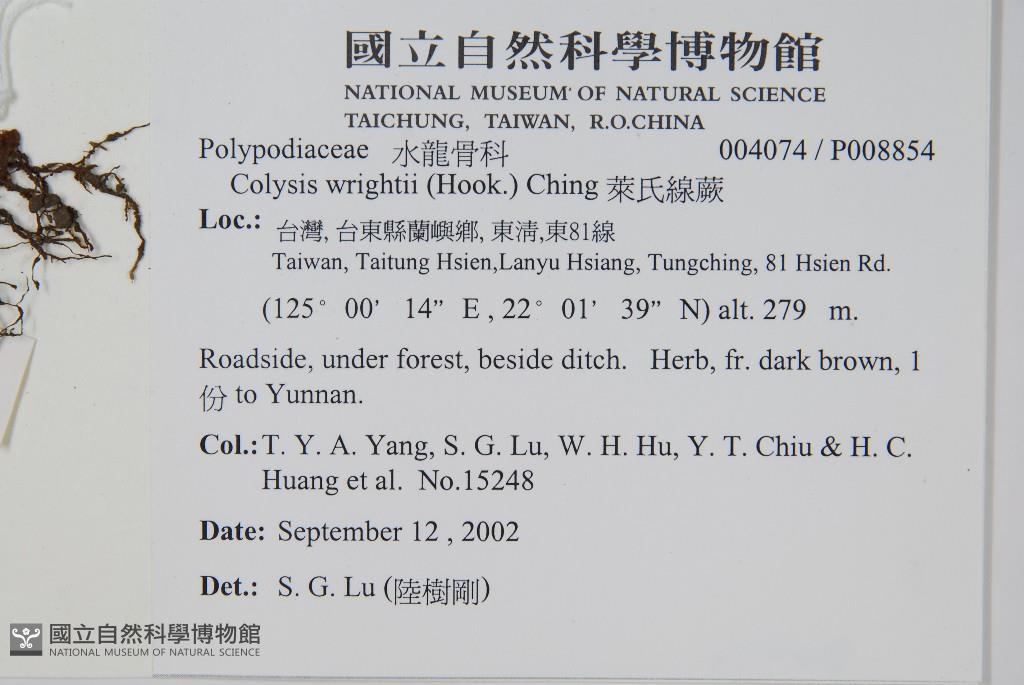 國立自然科學博物館
NATIONAL MUSEUM OF NATURAL SCIENCE
TAICHUNG, TAIWAN, R.O.CHINA
Polypodiaceae 水龍骨科 004074 / P008854
Colysis wrightii (Hook.) Ching 萊氏線蕨
Loc.: 台灣, 台東縣蘭嶼鄉, 東清,東81線
Taiwan, Taitung Hsien,Lanyu Hsiang, Tungching, 81 Hsien Rd.
(125° 00’ 14” E , 22° 01’ 39” N) alt. 279 m.
Roadside, under forest, beside ditch. Herb, fr. dark brown, 1
份 to Yunnan.
Col.: T. Y. A. Yang, S. G. Lu, W. H. Hu, Y. T. Chiu & H. C.
Huang et al. No.15248
Date: September 12 , 2002
Det.: S. G. Lu (陸樹剛)
國立自然科學博物館
NATIONAL MUSEUM OF NATURAL SCIENCE